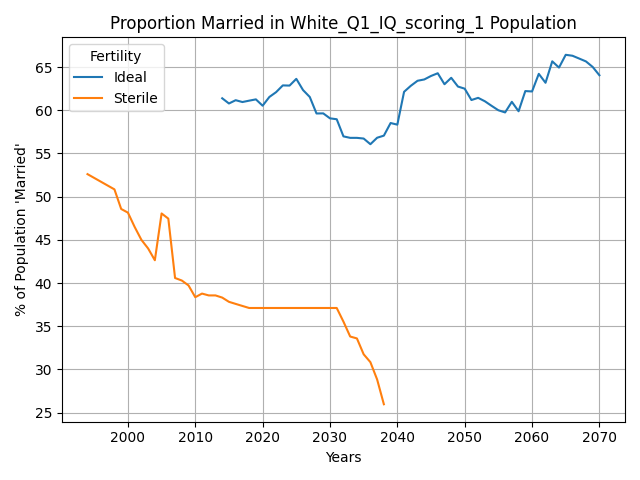 Proportion Married in White_Q1_IQ_scoring_1 Population
Fertility
Ideal
Sterile
% of Population 'Married'
65
60
55
50
45
40
35
30
25
2000 2010 2020 2030 2040 2050 2060 2070
Years